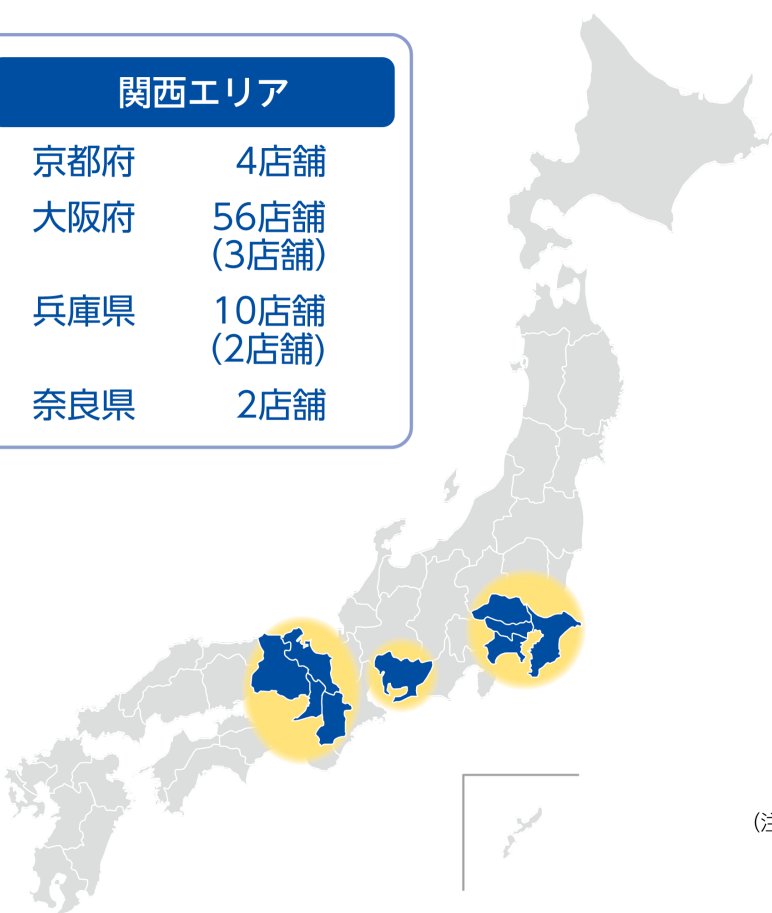 関西エリア
京都府 4店舗
大阪府 56店舗
(3店舗)
兵庫県 10店舗
(2店舗)
奈良県 2店舗
(注